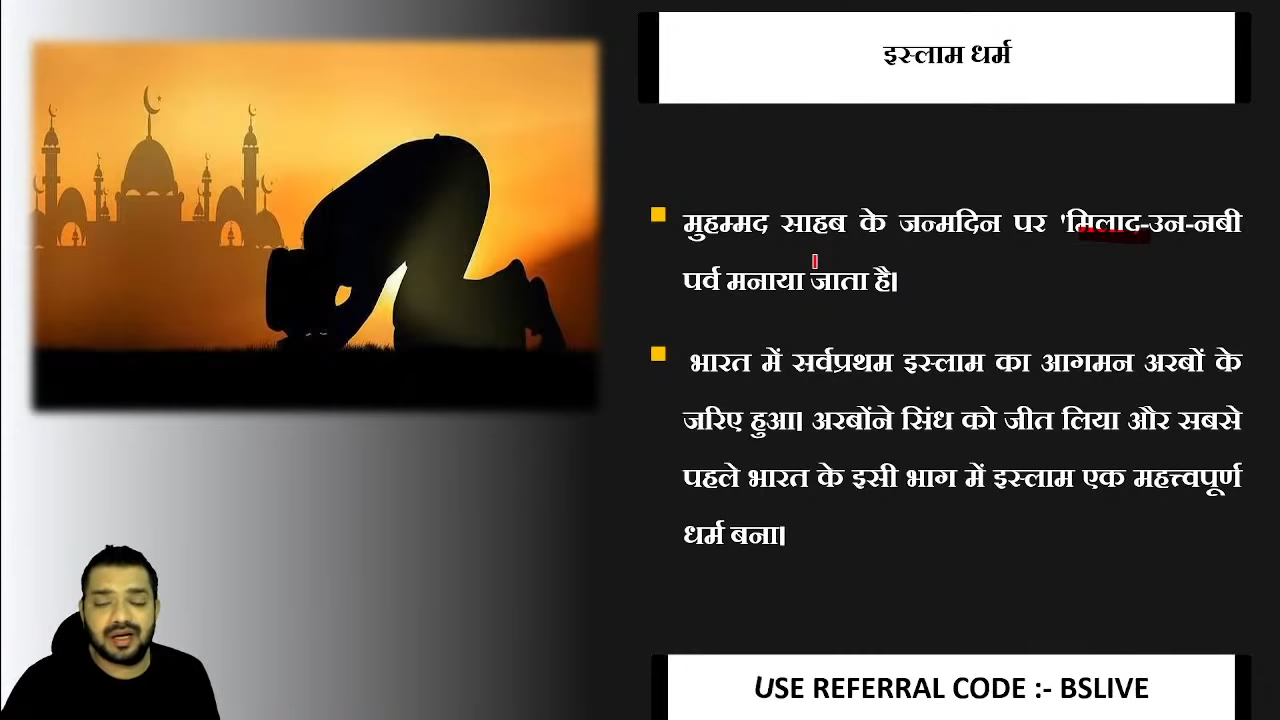 इस्लाम धर्म
मुहम्मद साहब के जन्मदिन पर 'मिलाद-उन-नबी
पर्व मनाया जाता है।
भारत में सर्वप्रथम इस्लाम का आगमन अरबों के
जरिए हुआ। अरबोंने सिंध को जीत लिया और सबसे
पहले भारत के इसी भाग में इस्लाम एक महत्त्वपूर्ण
धर्म बना।
USE REFERRAL CODE :- BSLIVE